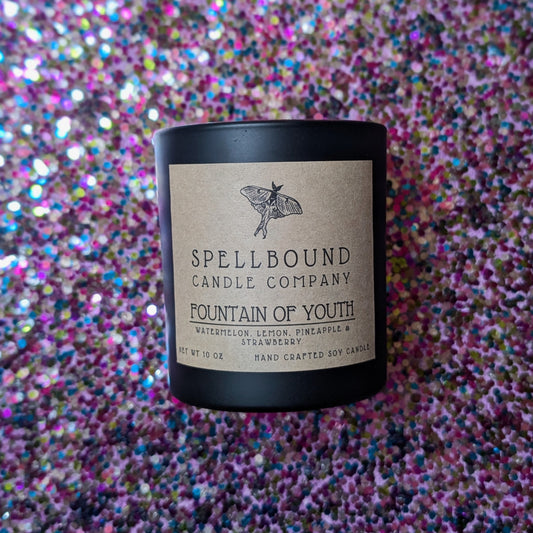 SPELLBOUND
CANDLE COMPANY
FOUNTAIN OF YOUTH
WATERMELON, LEMON, PINEAPPLE &
STRAWBERRY
NET WT 10 OZ HAND CRAFTED SOY CANDLE